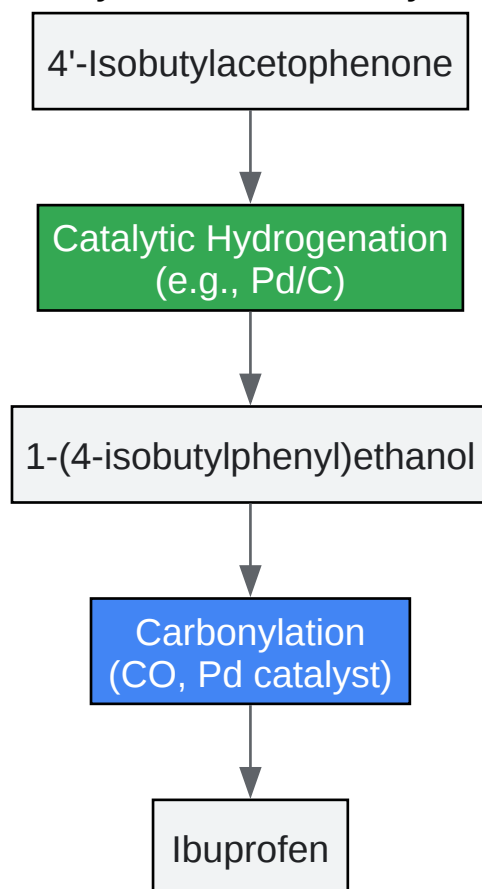 4'-Isobutylacetophenone
Catalytic Hydrogenation
(e.g., Pd/C)
1-(4-isobutylphenyl)ethanol
Carbonylation
(CO, Pd catalyst)
Ibuprofen